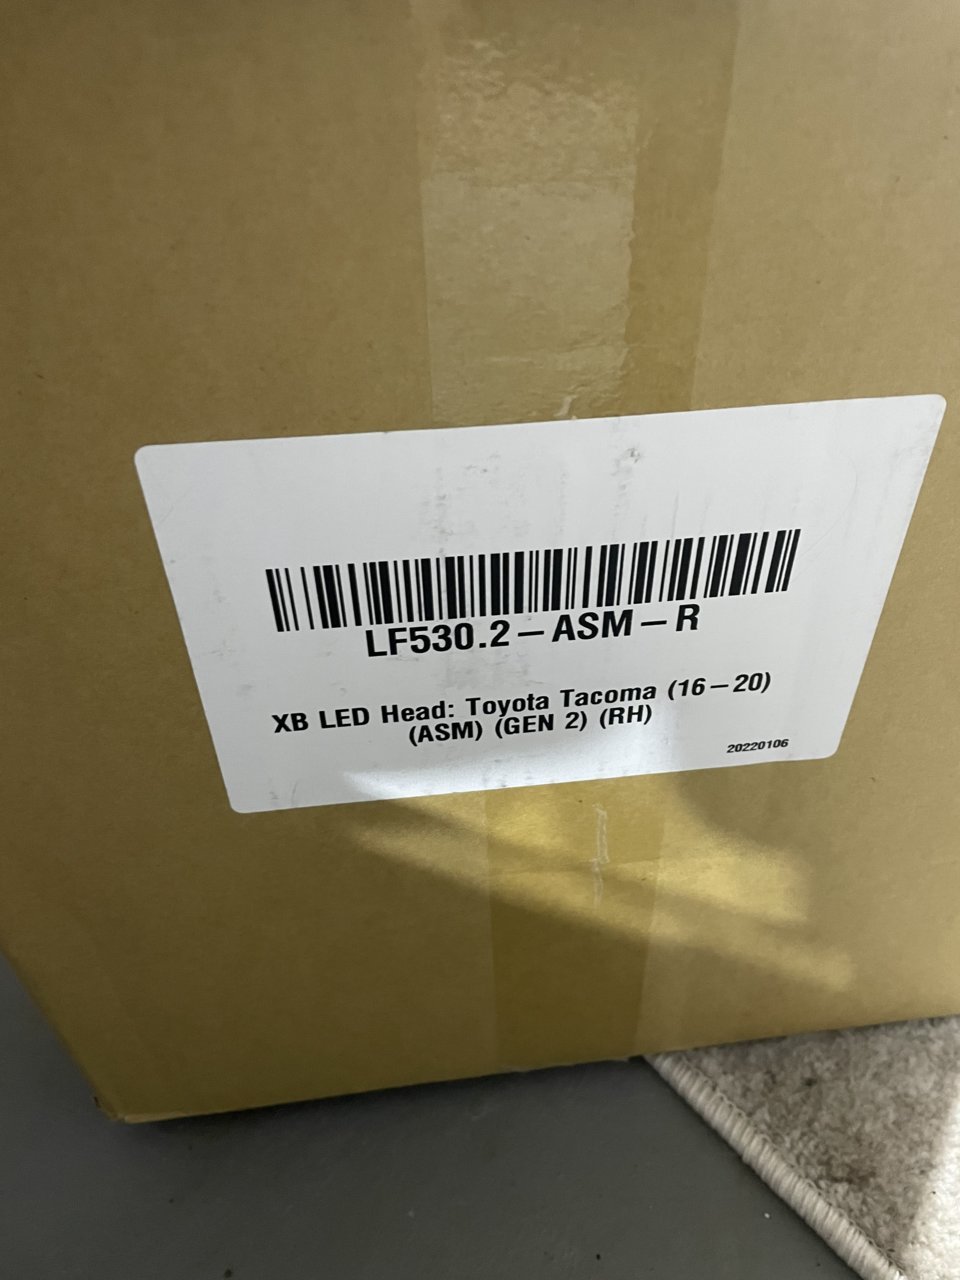 LF530.2-ASM-R
XB LED Head: Toyota Tacoma (16-20)
(ASM) (GEN 2) (RH)
20220106